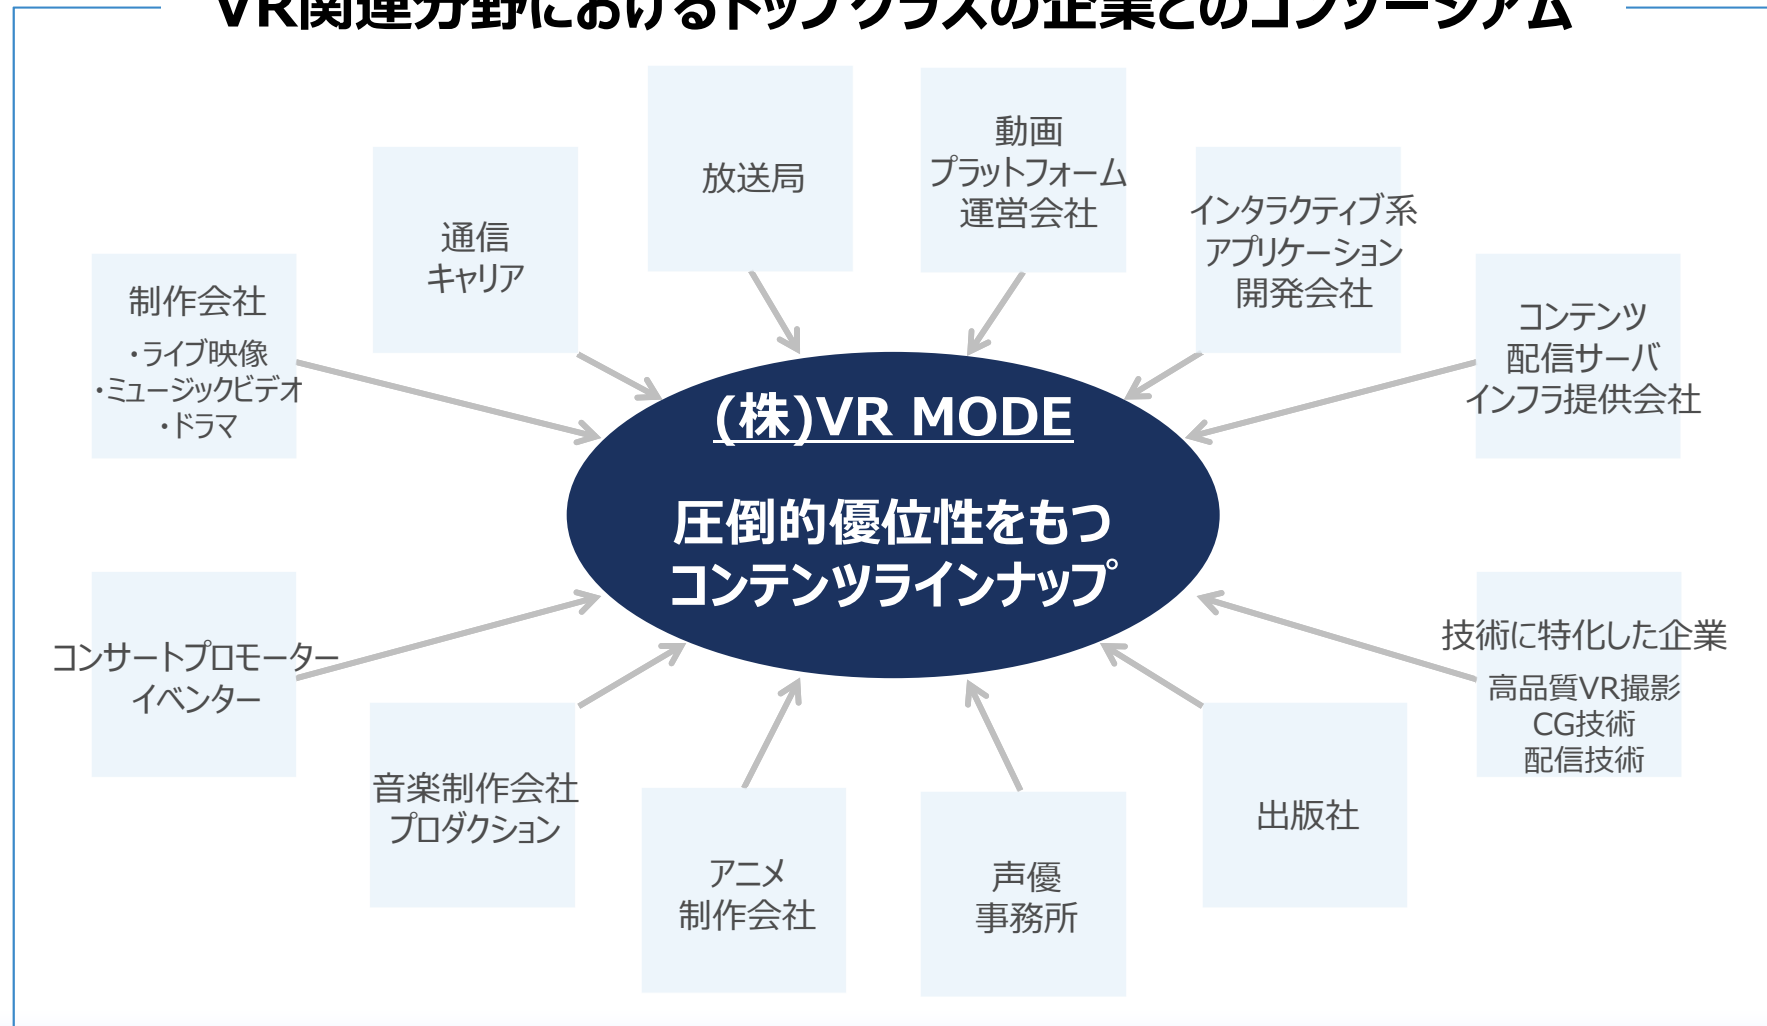 VR関連分野におけるトップクラスの企業とのコンソーシアム
放送局
動画
プラットフォーム
運営会社
通信
キャリア
インタラクティブ系
アプリケーション
開発会社
制作会社
・ライブ映像
・ミュージックビデオ
・ドラマ
コンテンツ
配信サーバ
インフラ提供会社
(株)VR MODE
圧倒的優位性をもつ
コンテンツラインナップ
コンサートプロモーター
イベンター
技術に特化した企業
高品質VR撮影
CG技術
配信技術
音楽制作会社
プロダクション
アニメ
制作会社
声優
事務所
出版社